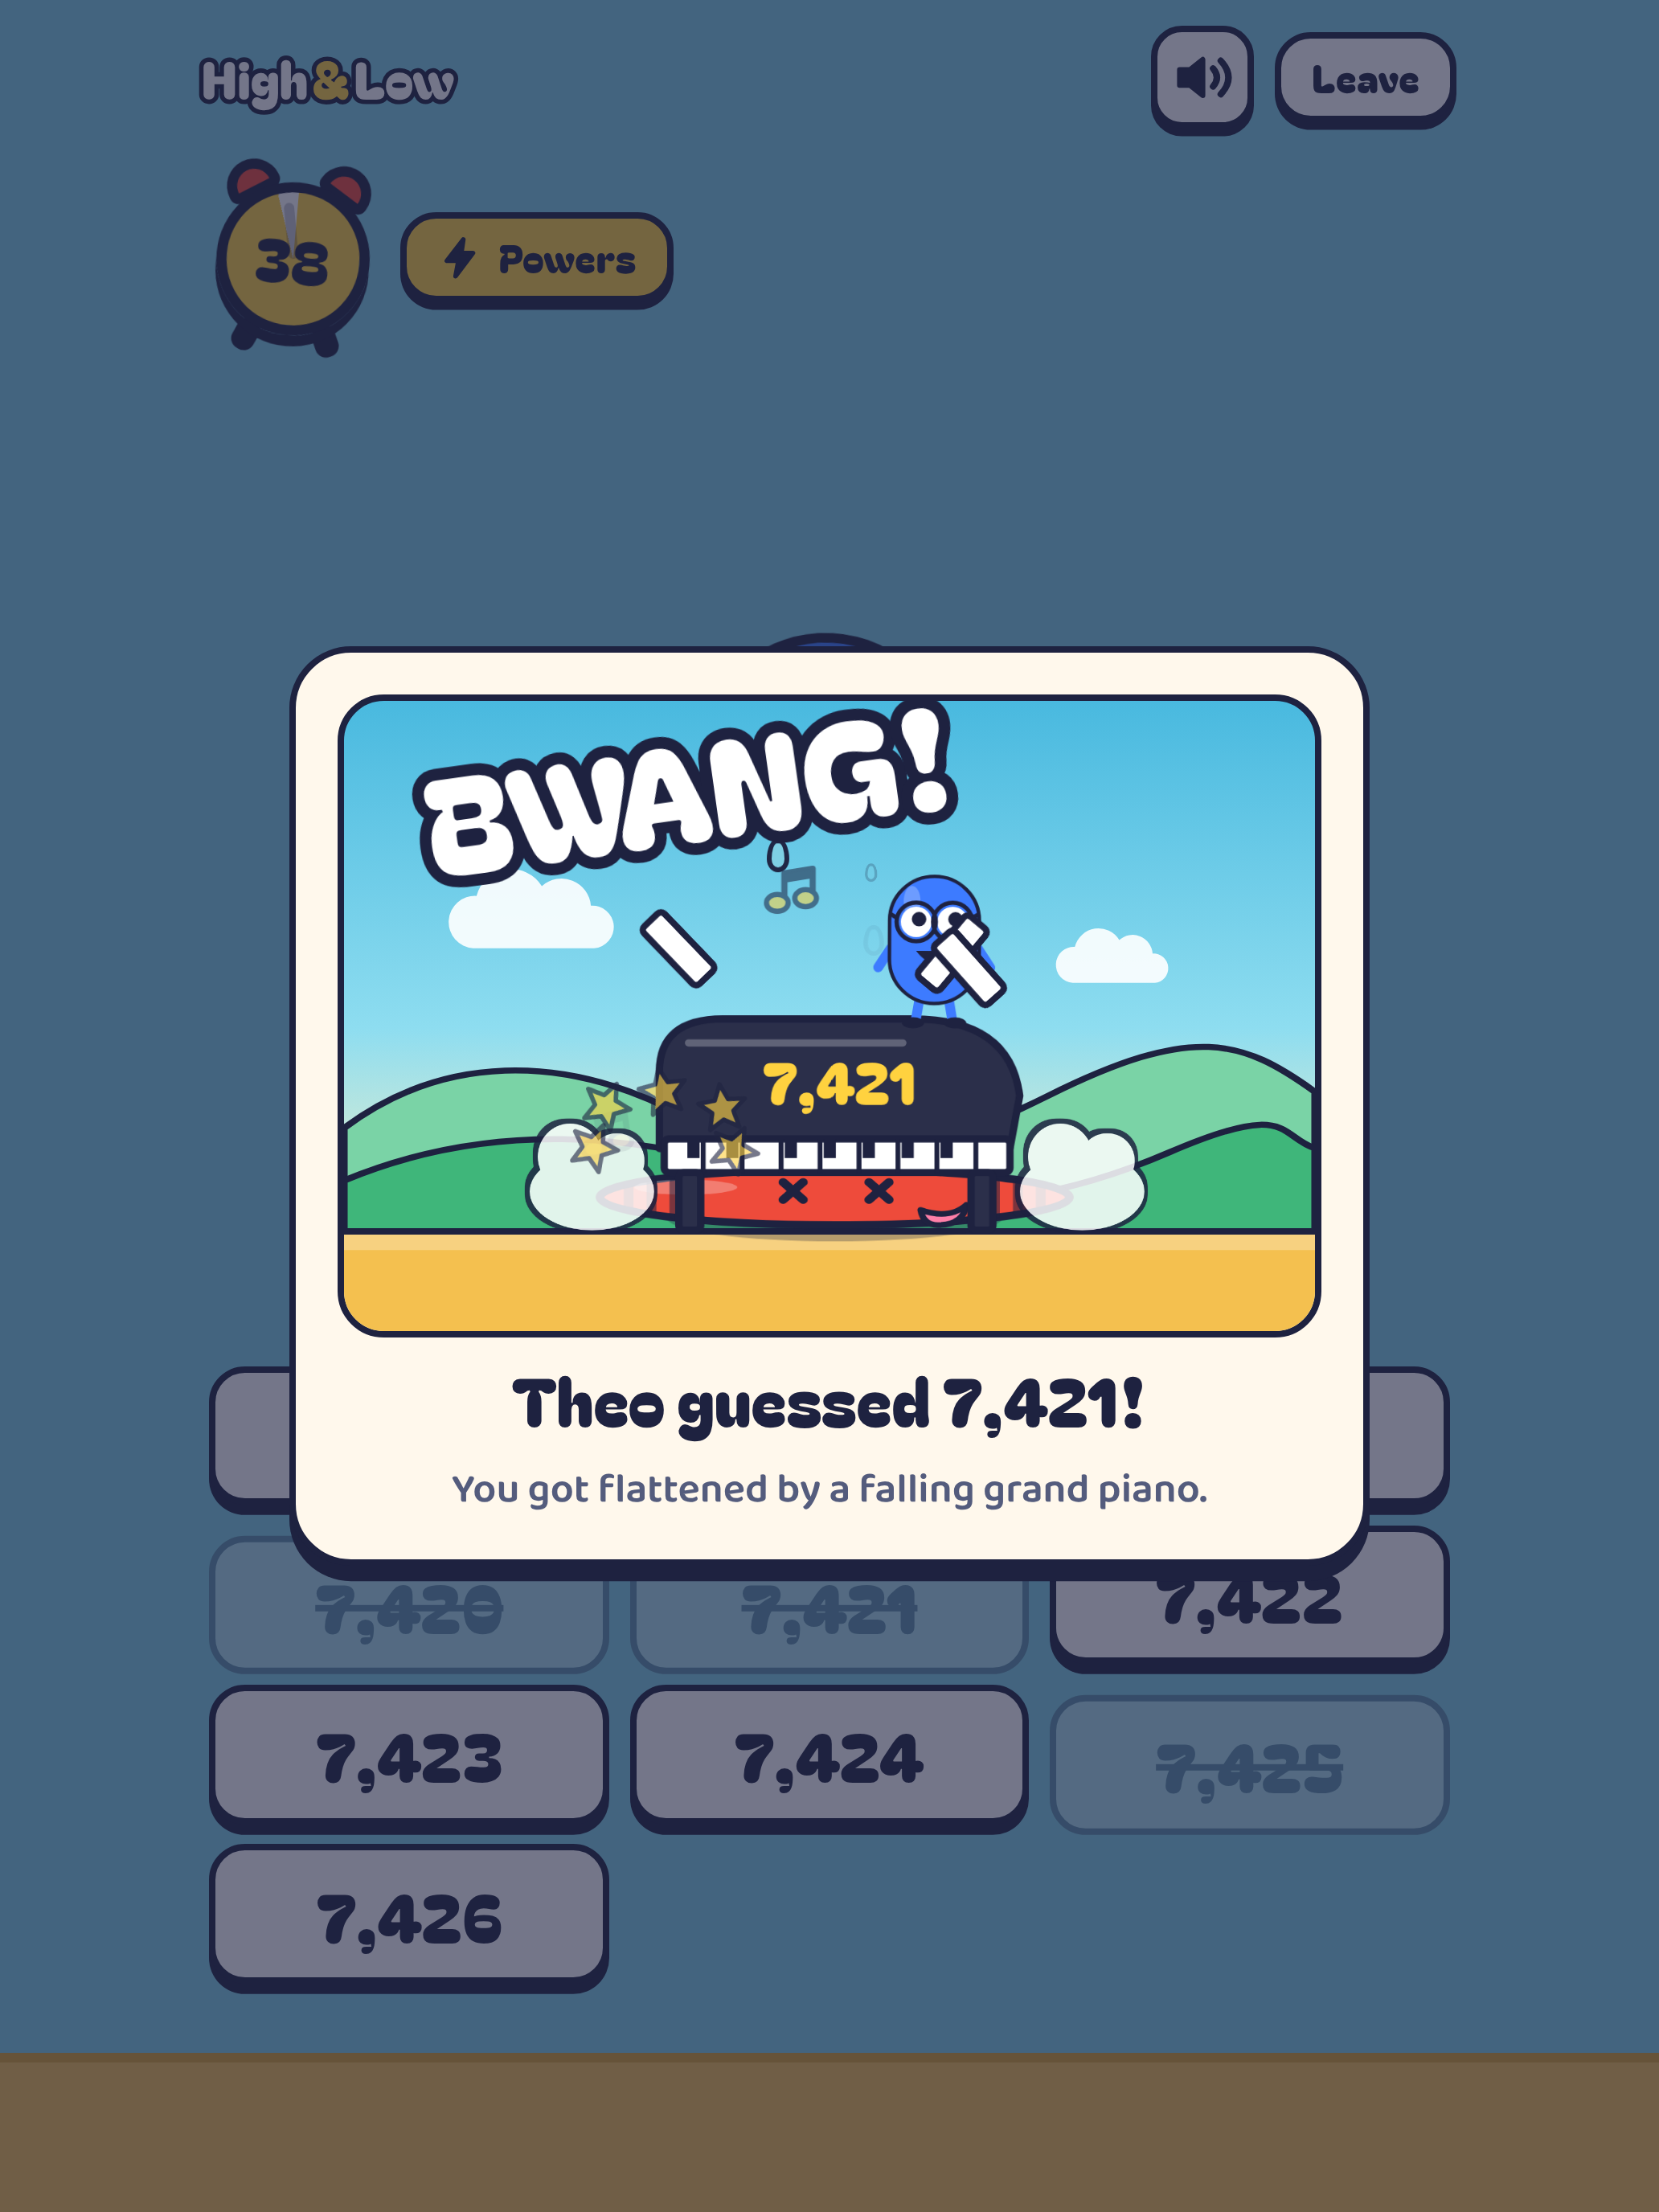 High&Low
Leave
38
Powers
BWANG!
7,421
Theo guessed 7,421!
You got flattened by a falling grand piano.
7,420 7,421 7,422
7,423 7,424 7,425
7,426